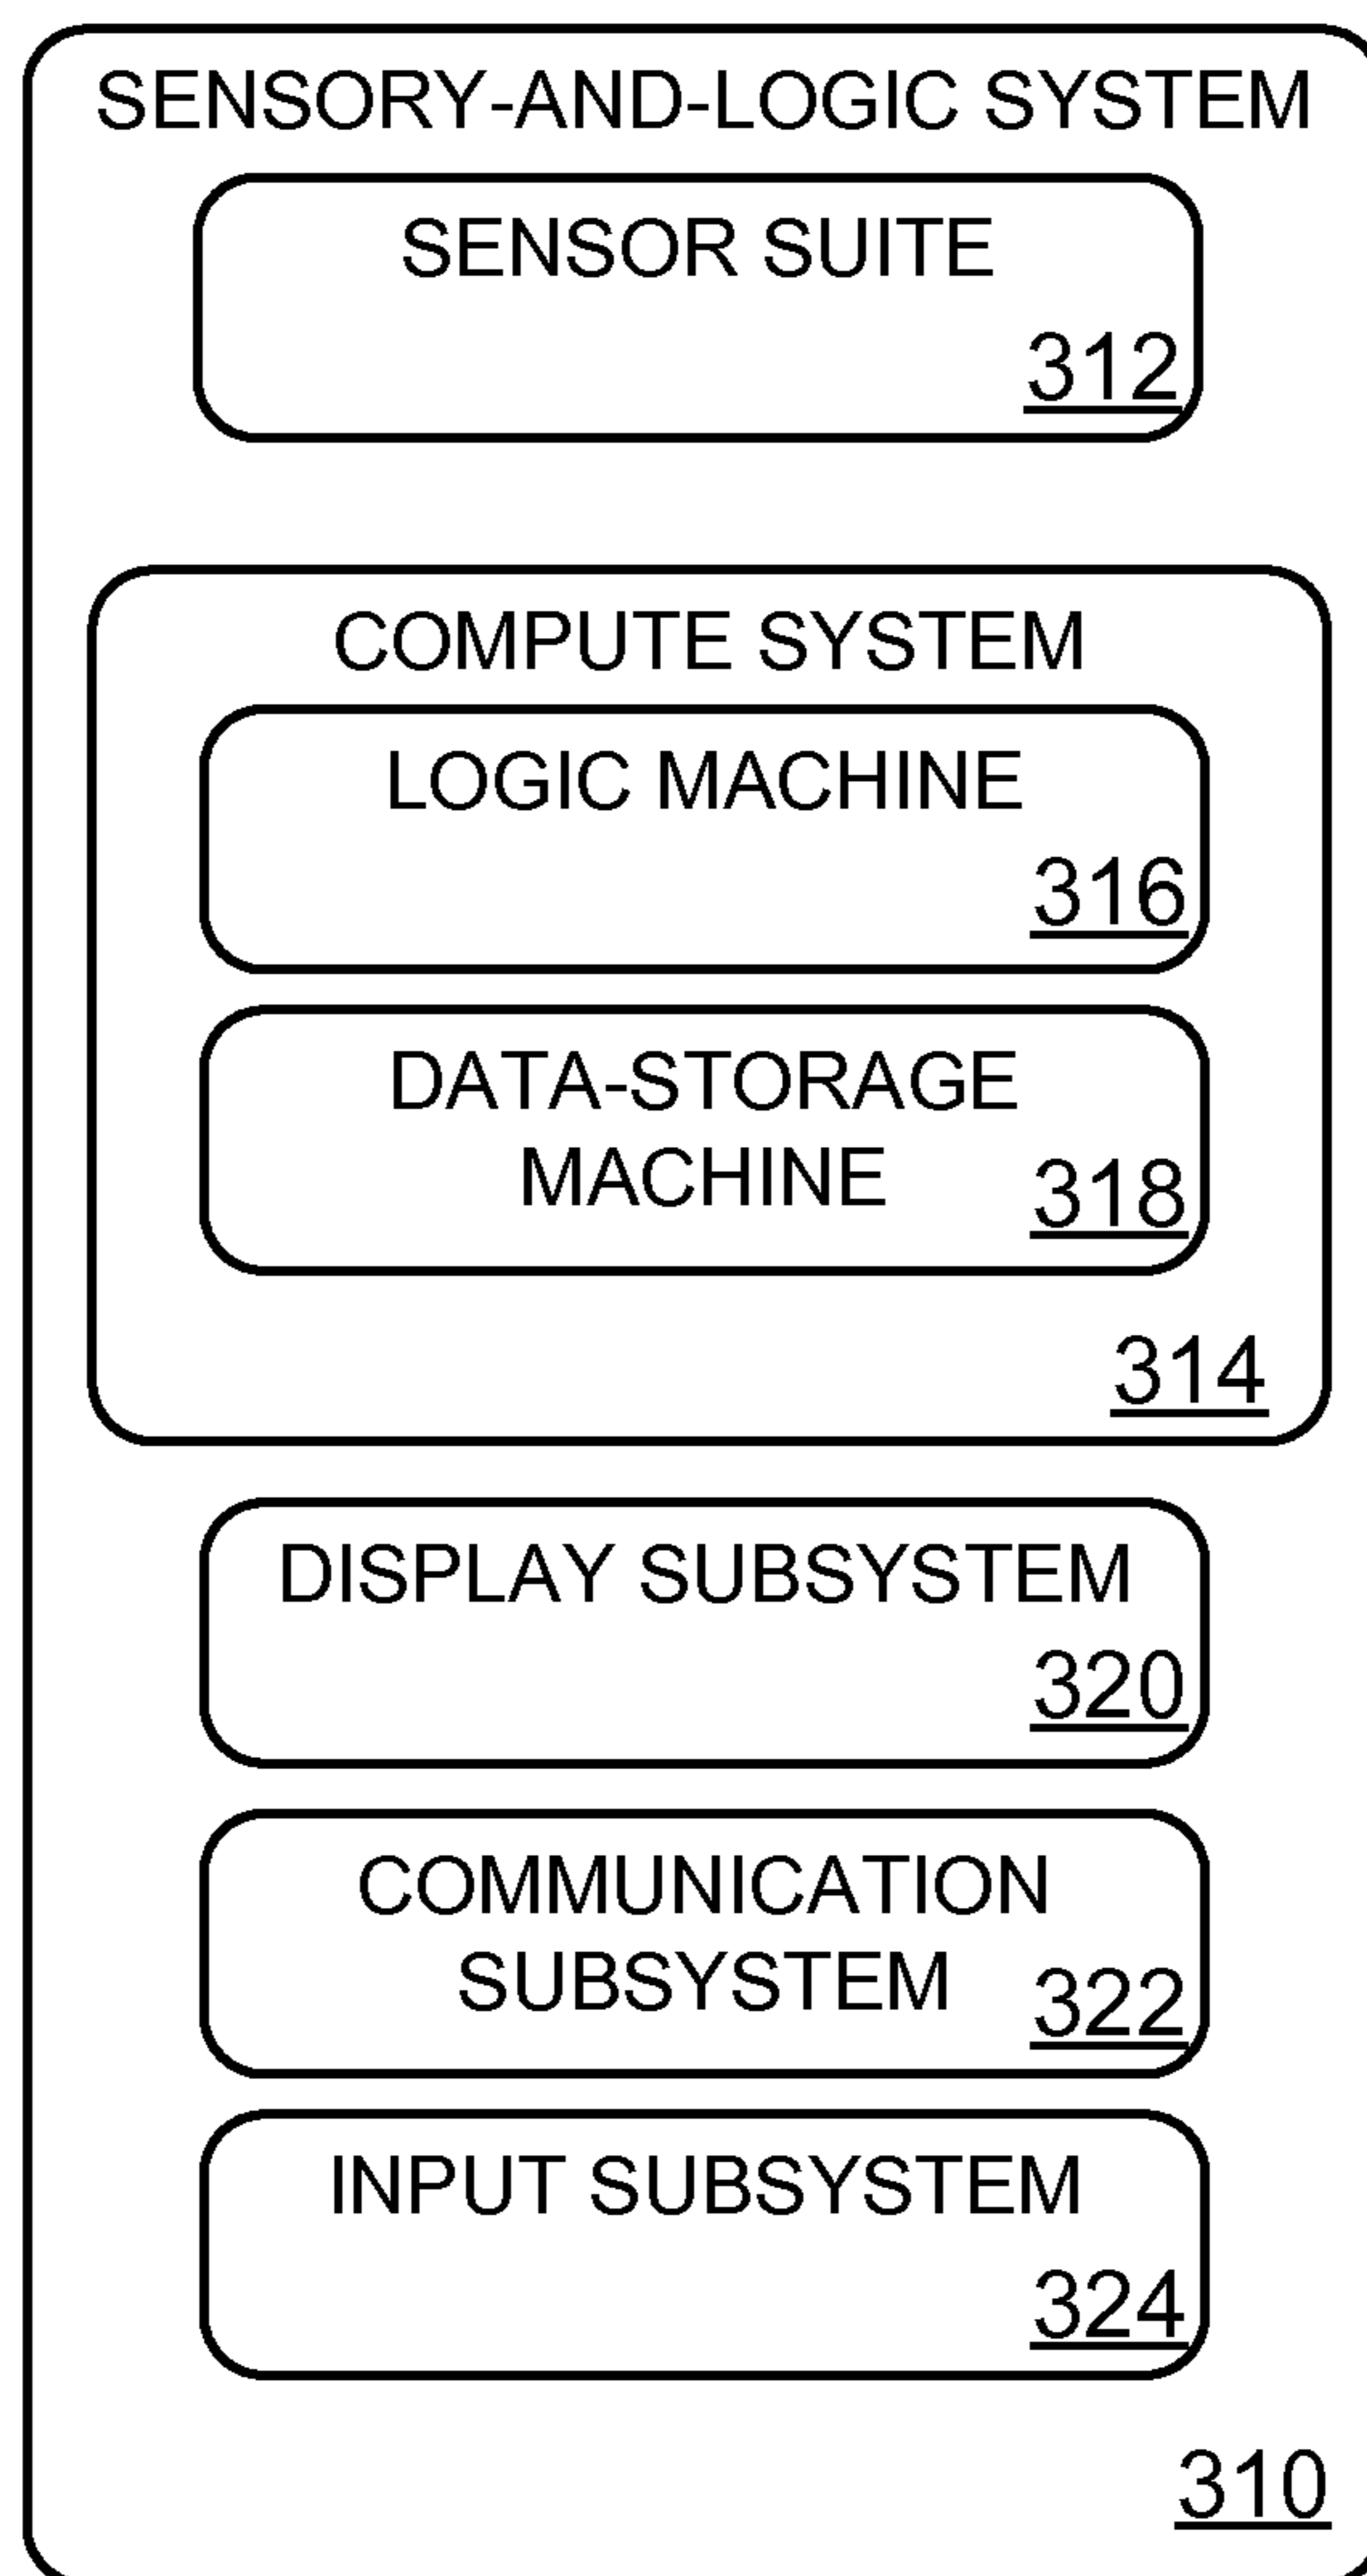 SENSORY-AND-LOGIC SYSTEM
SENSOR SUITE
312
COMPUTE SYSTEM
LOGIC MACHINE
316
DATA-STORAGE
MACHINE 318
314
DISPLAY SUBSYSTEM
320
COMMUNICATION
SUBSYSTEM 322
INPUT SUBSYSTEM
324
310